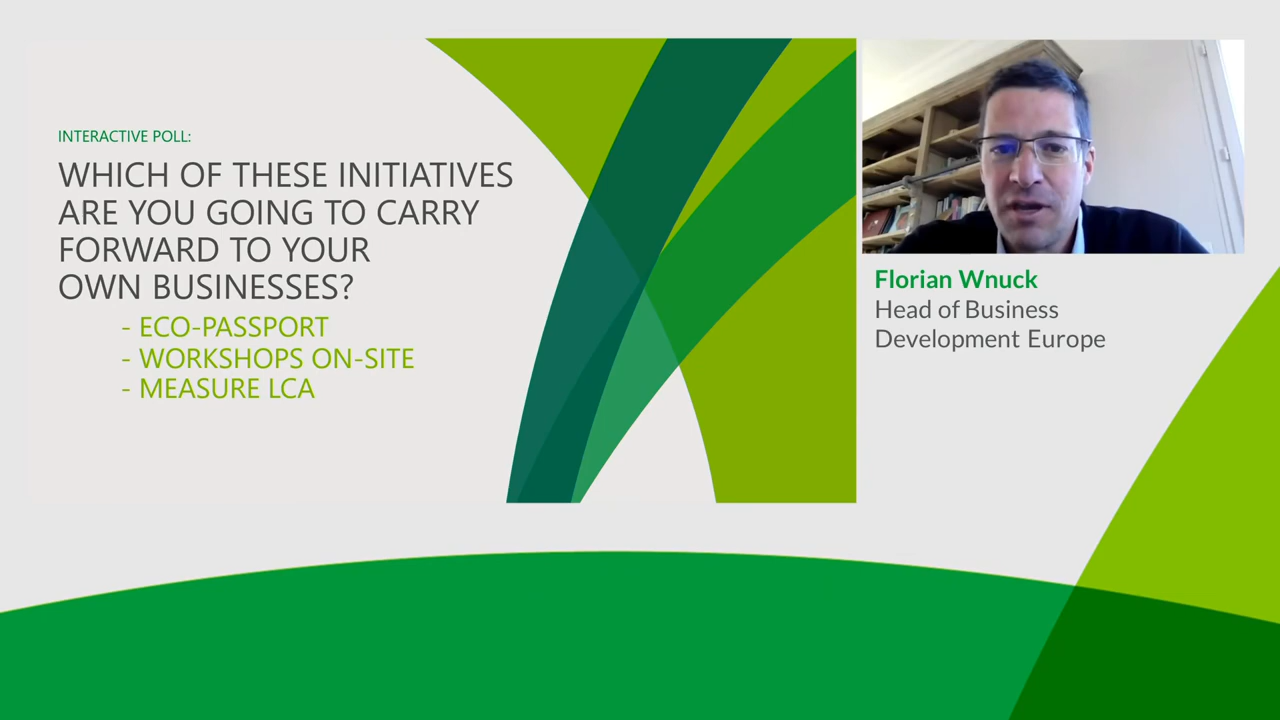 INTERACTIVE POLL:
WHICH OF THESE INITIATIVES
ARE YOU GOING TO CARRY
FORWARD TO YOUR
OWN BUSINESSES?
- ECO-PASSPORT
- WORKSHOPS ON-SITE
- MEASURE LCA
Florian Wnuck
Head of Business
Development Europe